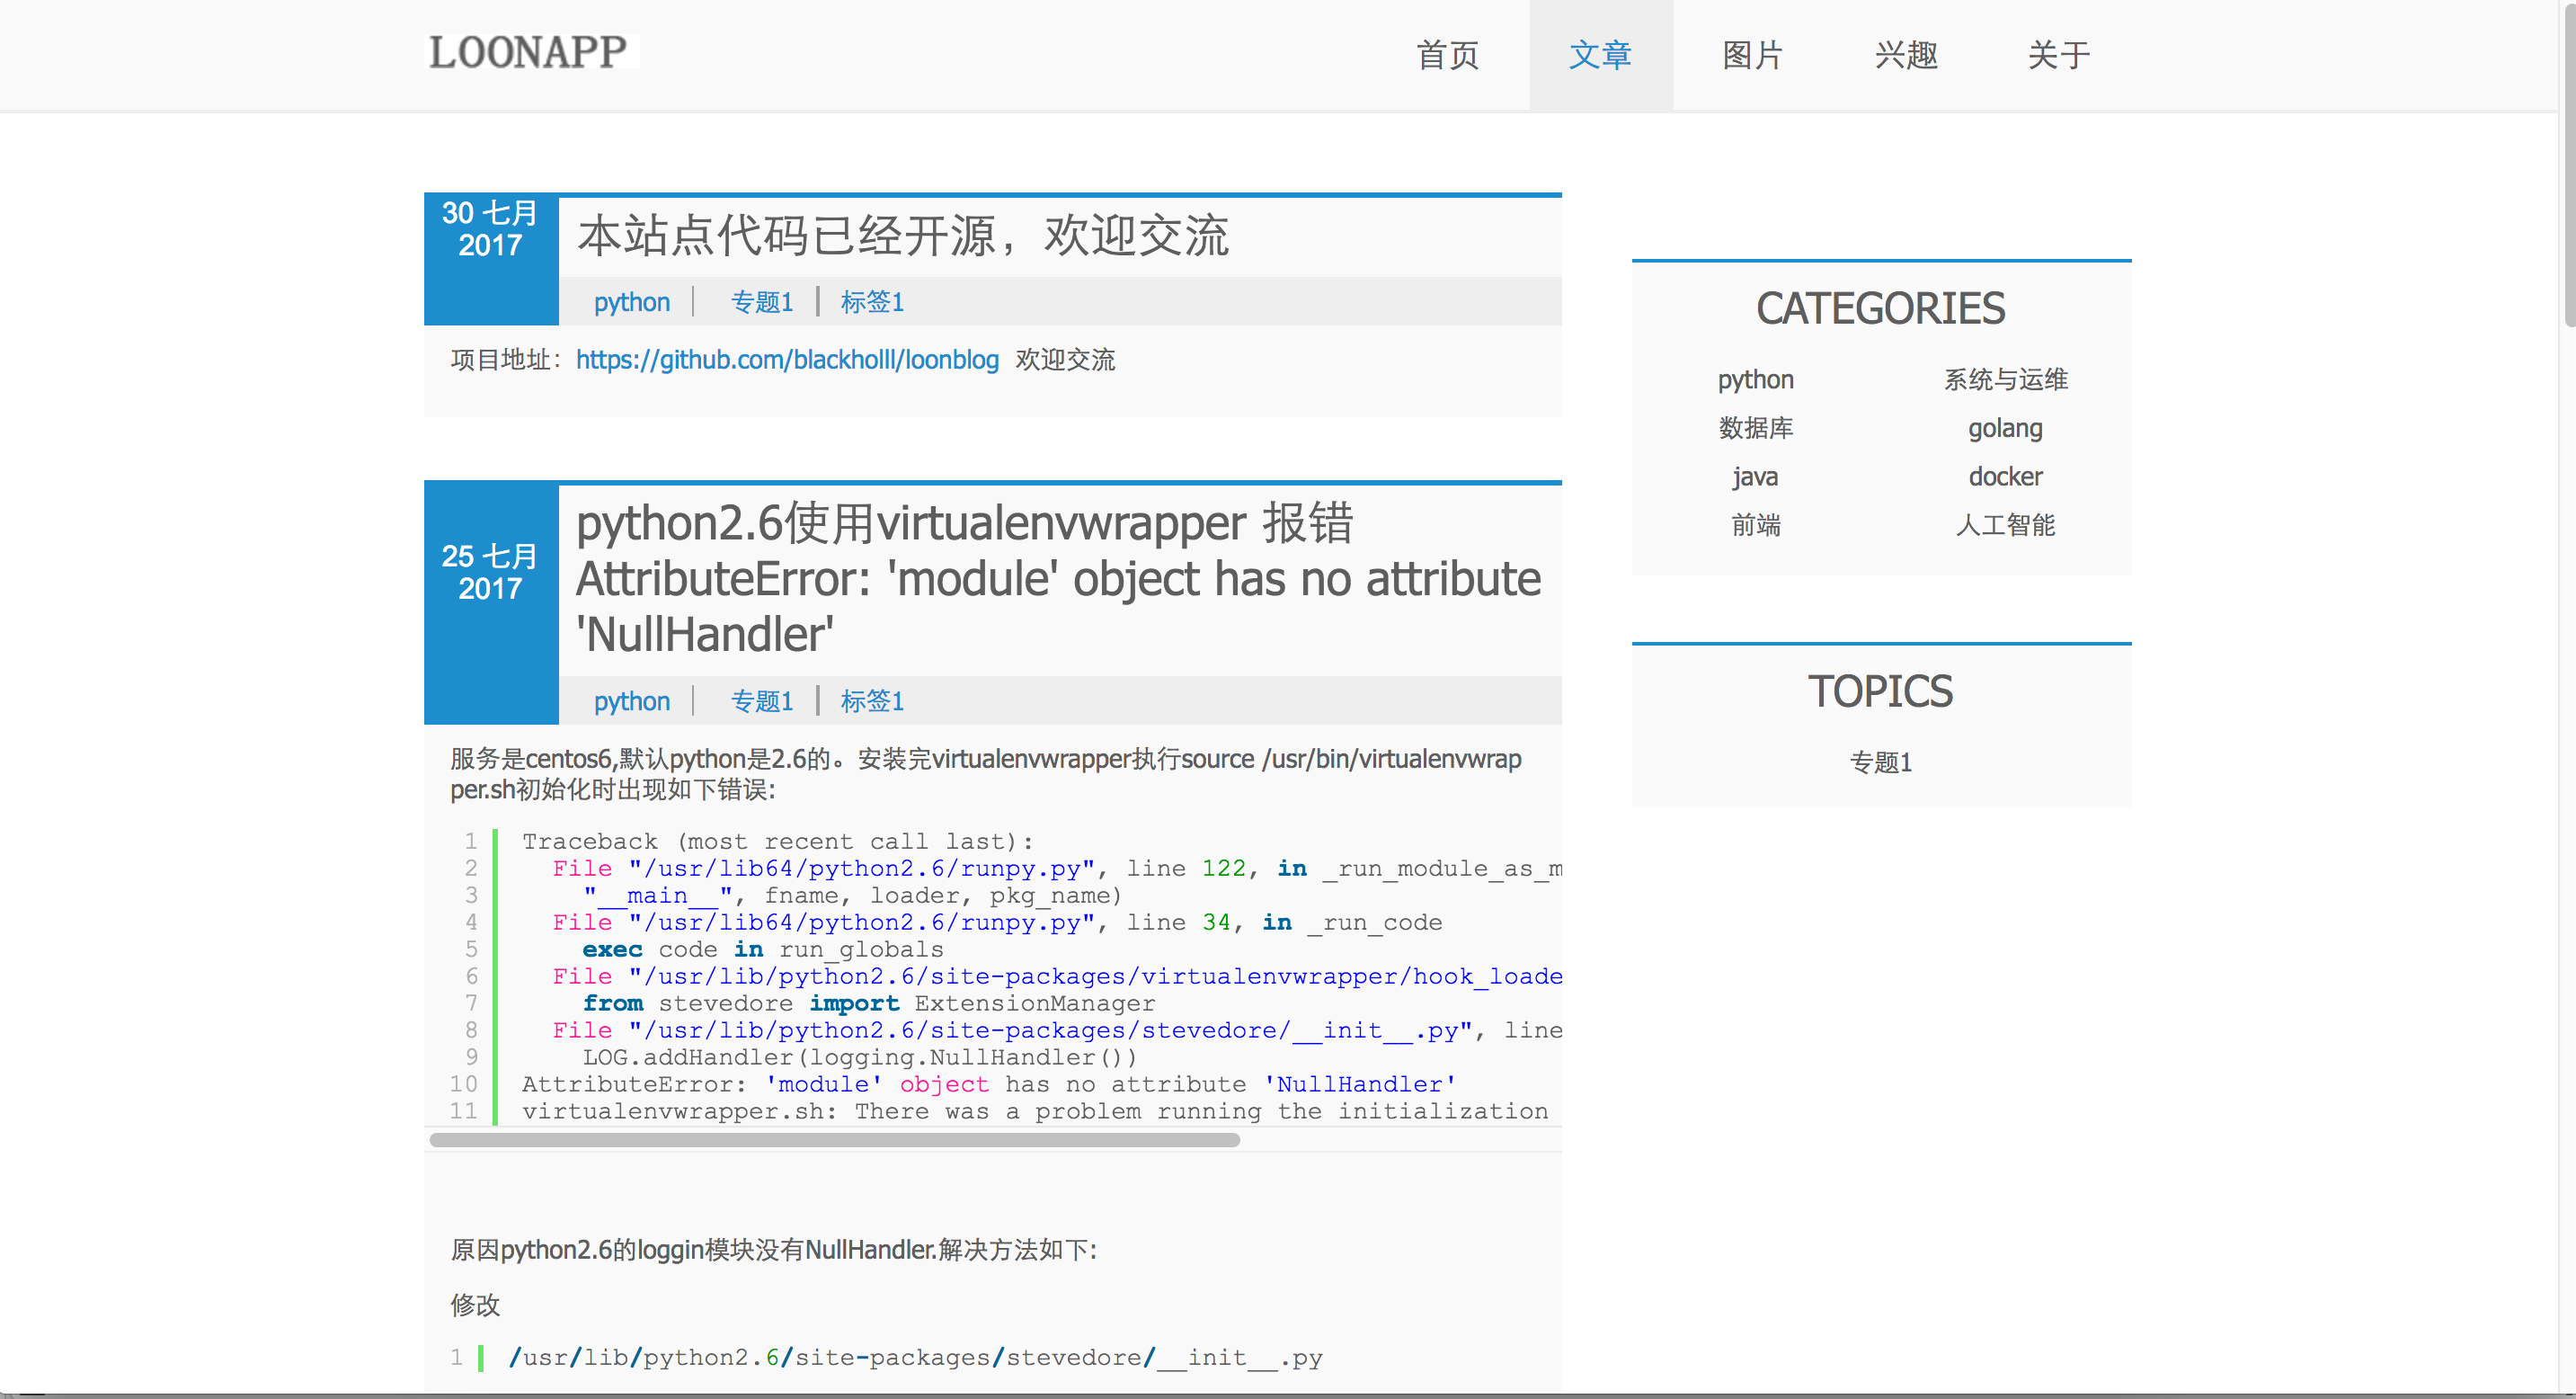 LOONAPP
首页 文章 图片 兴趣 关于
30 七月
2017
本站点代码已经开源，欢迎交流
python 专题1 标签1
项目地址：https://github.com/blackholll/loonblog 欢迎交流
25 七月
2017
python2.6使用virtualenvwrapper 报错
AttributeError: 'module' object has no attribute
'NullHandler'
python 专题1 标签1
服务是centos6,默认python是2.6的。安装完virtualenvwrapper执行source /usr/bin/virtualenvwrap
per.sh初始化时出现如下错误:
1 Traceback (most recent call last):
2 File "/usr/lib64/python2.6/runpy.py", line 122, in _run_module_as_m
3 "__main__", fname, loader, pkg_name)
4 File "/usr/lib64/python2.6/runpy.py", line 34, in _run_code
5 exec code in run_globals
6 File "/usr/lib/python2.6/site-packages/virtualenvwrapper/hook_loade
7 from stevedore import ExtensionManager
8 File "/usr/lib/python2.6/site-packages/stevedore/__init__.py", line
9 LOG.addHandler(logging.NullHandler())
10 AttributeError: 'module' object has no attribute 'NullHandler'
11 virtualenvwrapper.sh: There was a problem running the initialization
原因python2.6的loggin模块没有NullHandler.解决方法如下:
修改
1 /usr/lib/python2.6/site-packages/stevedore/__init__.py
CATEGORIES
python 系统与运维
数据库 golang
java docker
前端 人工智能
TOPICS
专题1